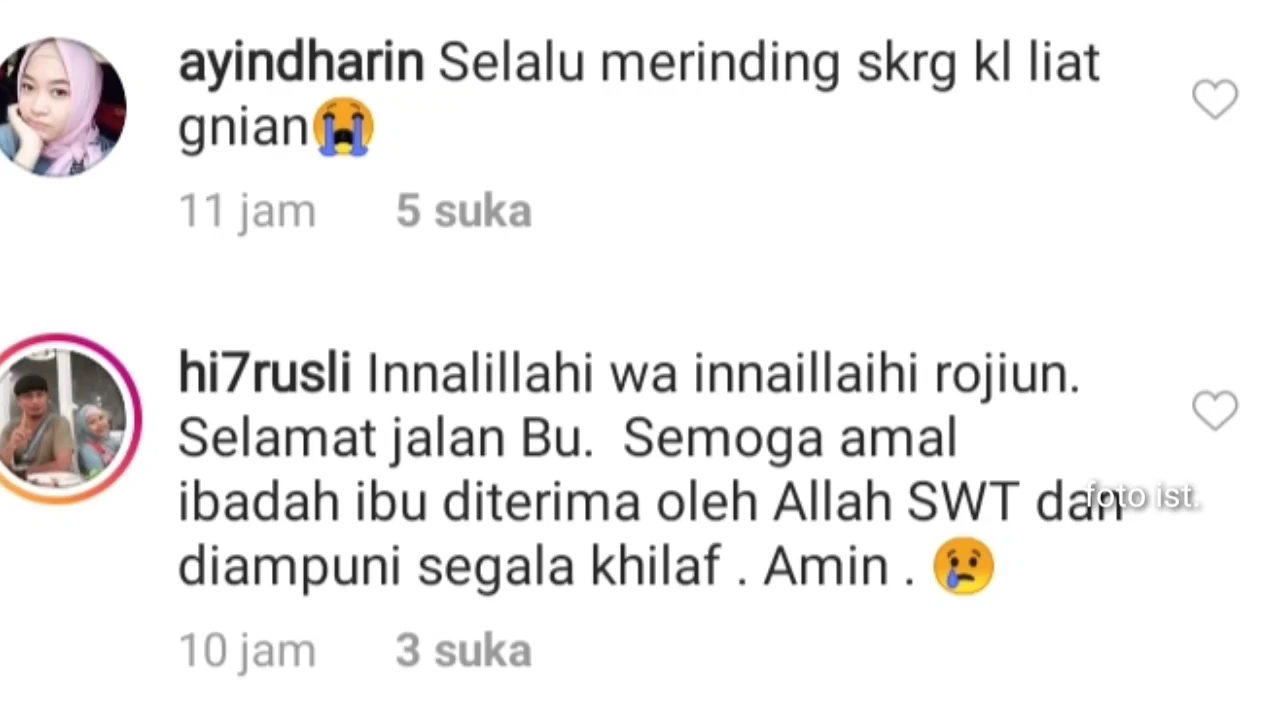 ayindharin Selalu merinding skrg kl liat
gnian😭
11 jam 5 suka
hi7rusli Innalillahi wa innaillaihi rojiun.
Selamat jalan Bu.  Semoga amal
ibadah ibu diterima oleh Allah SWT dan
foto ist.
diampuni segala khilaf . Amin . 😢
10 jam 3 suka